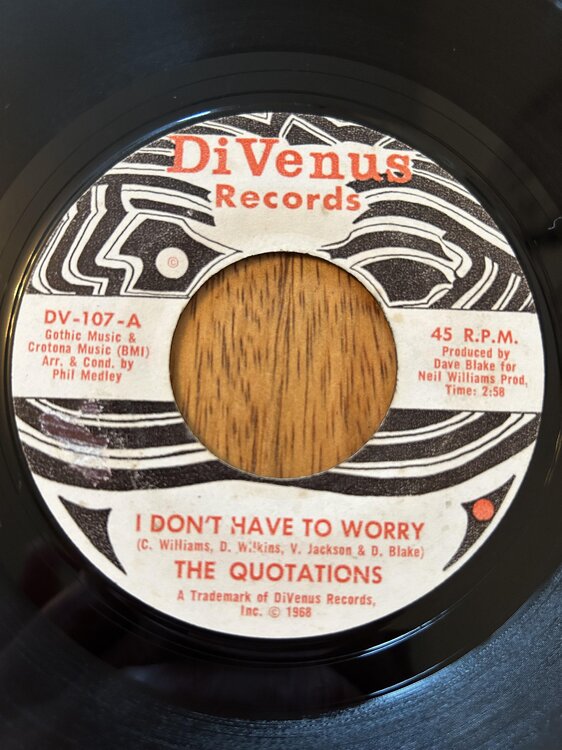 DiVenus
Records
©
DV-107-A
Gothic Music &
Crotona Music (BMI)
Arr. & Cond. by
Phil Medley
45 R.P.M.
Produced by
Dave Blake for
Neil Williams Prod.
Time: 2:58
I DON'T HAVE TO WORRY
(C. Williams, D. Wilkins, V. Jackson & D. Blake)
THE QUOTATIONS
A Trademark of DiVenus Records,
Inc. © 1968